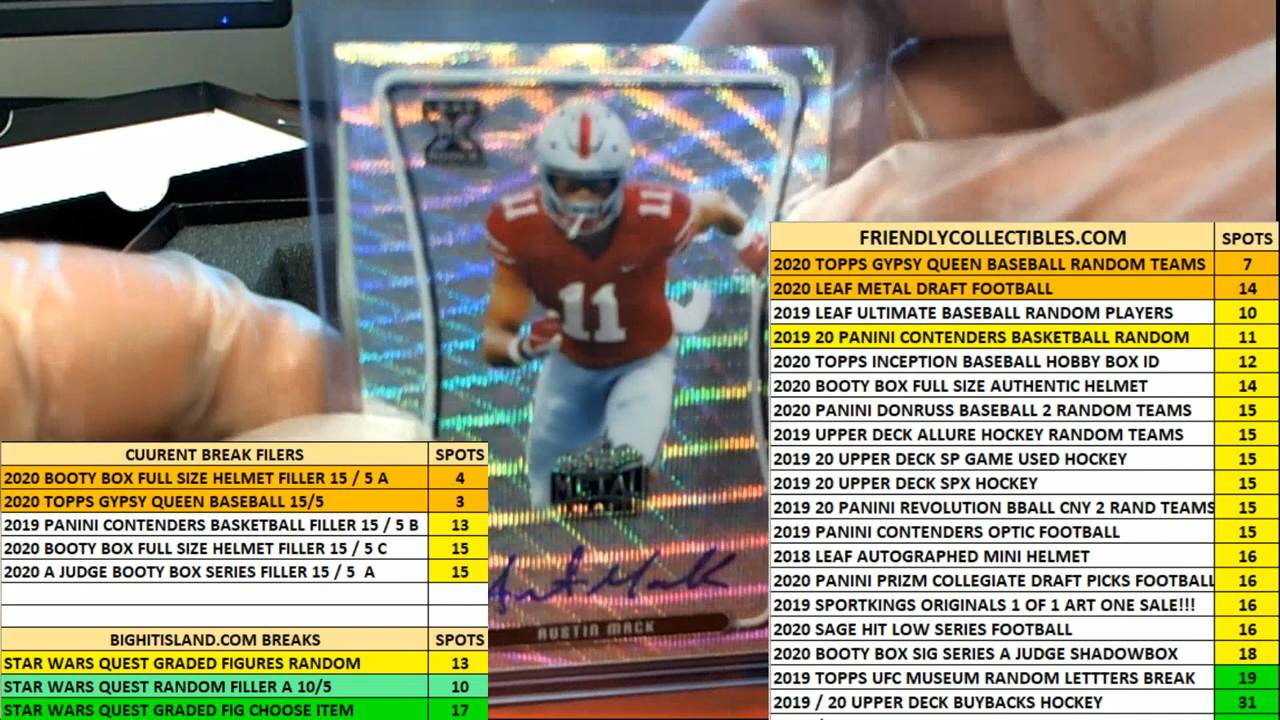 11
11
11
METAL
Aust Mack
AUSTIN MACK
CUURENT BREAK FILERS SPOTS
2020 BOOTY BOX FULL SIZE HELMET FILLER 15 / 5 A 4
2020 TOPPS GYPSY QUEEN BASEBALL 15/5 3
2019 PANINI CONTENDERS BASKETBALL FILLER 15 / 5 B 13
2020 BOOTY BOX FULL SIZE HELMET FILLER 15 / 5 C 15
2020 A JUDGE BOOTY BOX SERIES FILLER 15 / 5 A 15
BIGHITISLAND.COM BREAKS SPOTS
STAR WARS QUEST GRADED FIGURES RANDOM 13
STAR WARS QUEST RANDOM FILLER A 10/5 10
STAR WARS QUEST GRADED FIG CHOOSE ITEM 17
FRIENDLYCOLLECTIBLES.COM SPOTS
2020 TOPPS GYPSY QUEEN BASEBALL RANDOM TEAMS 7
2020 LEAF METAL DRAFT FOOTBALL 14
2019 LEAF ULTIMATE BASEBALL RANDOM PLAYERS 10
2019 20 PANINI CONTENDERS BASKETBALL RANDOM 11
2020 TOPPS INCEPTION BASEBALL HOBBY BOX ID 12
2020 BOOTY BOX FULL SIZE AUTHENTIC HELMET 14
2020 PANINI DONRUSS BASEBALL 2 RANDOM TEAMS 15
2019 UPPER DECK ALLURE HOCKEY RANDOM TEAMS 15
2019 20 UPPER DECK SP GAME USED HOCKEY 15
2019 20 UPPER DECK SPX HOCKEY 15
2019 20 PANINI REVOLUTION BBALL CNY 2 RAND TEAMS 15
2019 PANINI CONTENDERS OPTIC FOOTBALL 15
2018 LEAF AUTOGRAPHED MINI HELMET 16
2020 PANINI PRIZM COLLEGIATE DRAFT PICKS FOOTBALL 16
2019 SPORTKINGS ORIGINALS 1 OF 1 ART ONE SALE!!! 16
2020 SAGE HIT LOW SERIES FOOTBALL 16
2020 BOOTY BOX SIG SERIES A JUDGE SHADOWBOX 18
2019 TOPPS UFC MUSEUM RANDOM LETTTERS BREAK 19
2019 / 20 UPPER DECK BUYBACKS HOCKEY 31